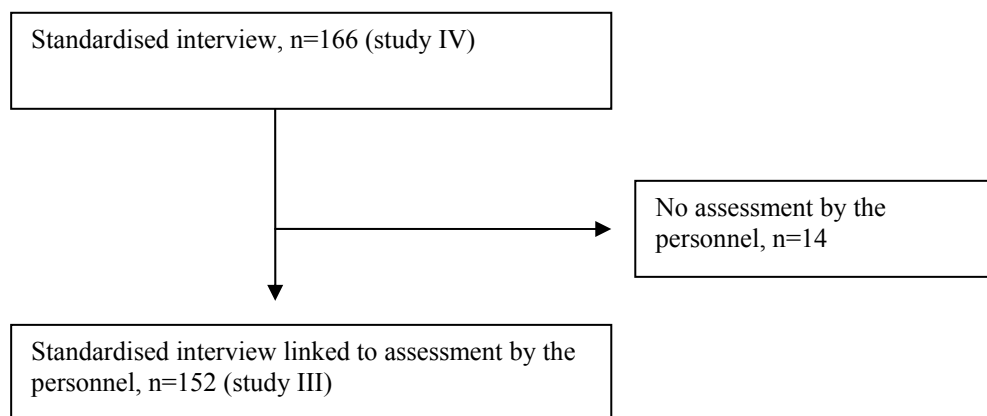 Standardised interview, n=166 (study IV)
No assessment by the
personnel, n=14
Standardised interview linked to assessment by the
personnel, n=152 (study III)